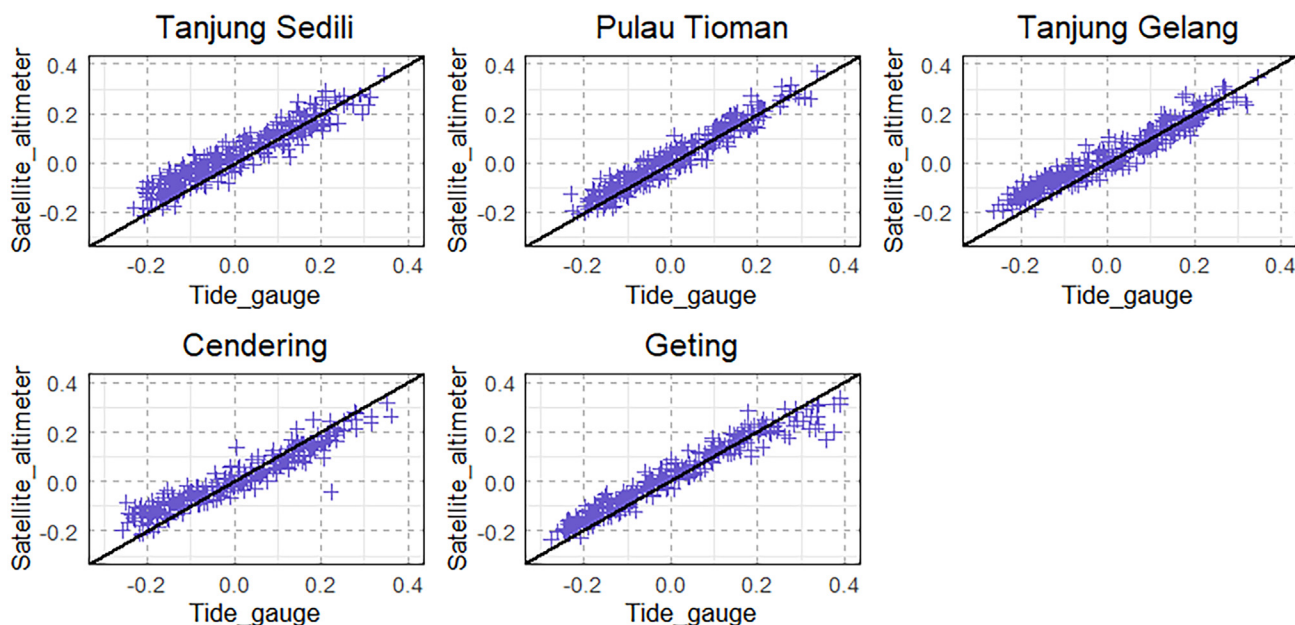 Tanjung Sedili
Satellite_altimeter
0.4
0.2
0.0
-0.2
-0.2 0.0 0.2 0.4
Tide_gauge
Pulau Tioman
Satellite_altimeter
0.4
0.2
0.0
-0.2
-0.2 0.0 0.2 0.4
Tide_gauge
Tanjung Gelang
Satellite_altimeter
0.4
0.2
0.0
-0.2
-0.2 0.0 0.2 0.4
Tide_gauge
Cendering
Satellite_altimeter
0.4
0.2
0.0
-0.2
-0.2 0.0 0.2 0.4
Tide_gauge
Geting
Satellite_altimeter
0.4
0.2
0.0
-0.2
-0.2 0.0 0.2 0.4
Tide_gauge